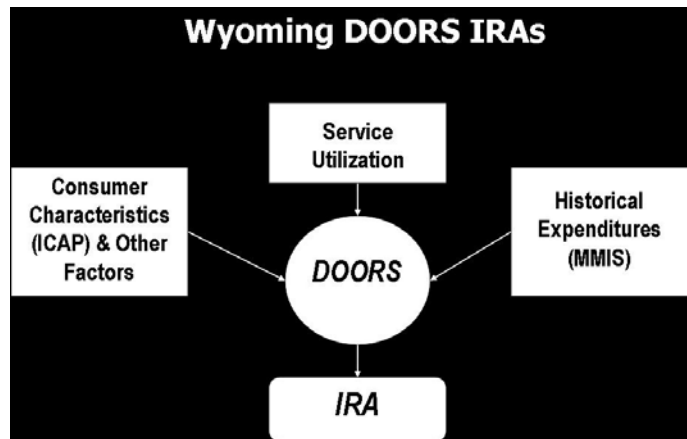 Wyoming DOORS IRAs
Service
Utilization
Consumer
Characteristics
(ICAP) & Other
Factors
Historical
Expenditures
(MMIS)
DOORS
IRA